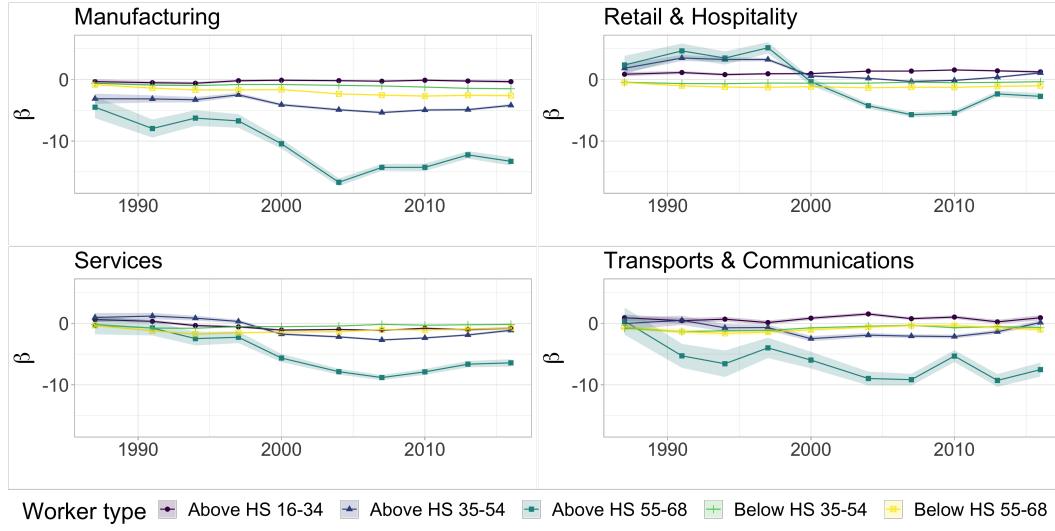 Manufacturing
0
-10
β
1990 2000 2010
Retail & Hospitality
0
-10
β
1990 2000 2010
Services
0
-10
β
1990 2000 2010
Transports & Communications
0
-10
β
1990 2000 2010
Worker type Above HS 16-34 Above HS 35-54 Above HS 55-68 Below HS 35-54 Below HS 55-68